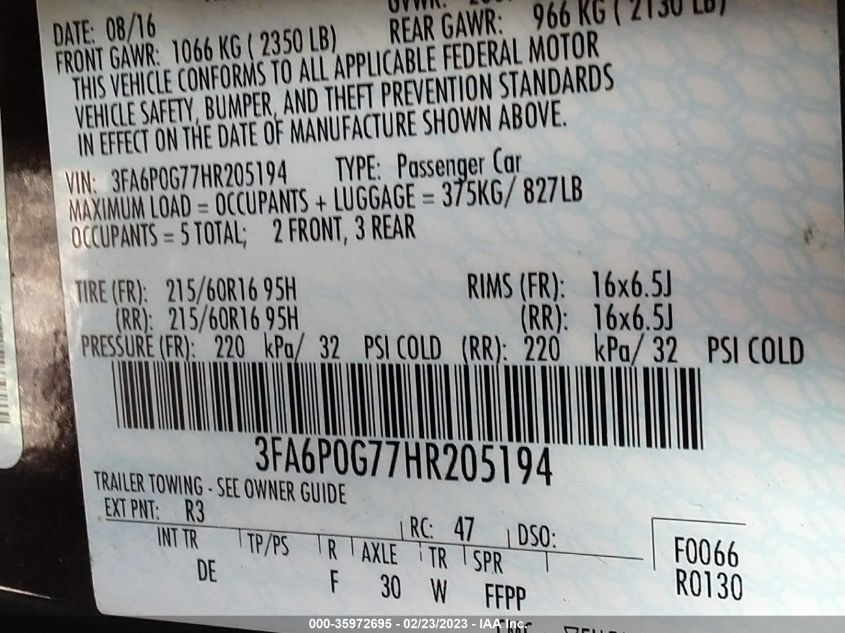 DATE: 08/16
FRONT GAWR: 1066 KG ( 2350 LB) REAR GAWR: 966 KG ( 2130 LB)
THIS VEHICLE CONFORMS TO ALL APPLICABLE FEDERAL MOTOR
VEHICLE SAFETY, BUMPER, AND THEFT PREVENTION STANDARDS
IN EFFECT ON THE DATE OF MANUFACTURE SHOWN ABOVE.
VIN: 3FA6P0G77HR205194 TYPE: Passenger Car
MAXIMUM LOAD = OCCUPANTS + LUGGAGE = 375KG/ 827LB
OCCUPANTS = 5 TOTAL; 2 FRONT, 3 REAR
TIRE (FR): 215/60R16 95H RIMS (FR): 16x6.5J
(RR): 215/60R16 95H (RR): 16x6.5J
PRESSURE (FR): 220 kPa/ 32 PSI COLD (RR): 220 kPa/ 32 PSI COLD
3FA6P0G77HR205194
TRAILER TOWING - SEE OWNER GUIDE
EXT PNT: R3 RC: 47 DSO:
INT TR TP/PS R AXLE TR SPR F0066
DE F 30 W FFPP R0130
000-35972695 - 02/23/2023 - IAA Inc.